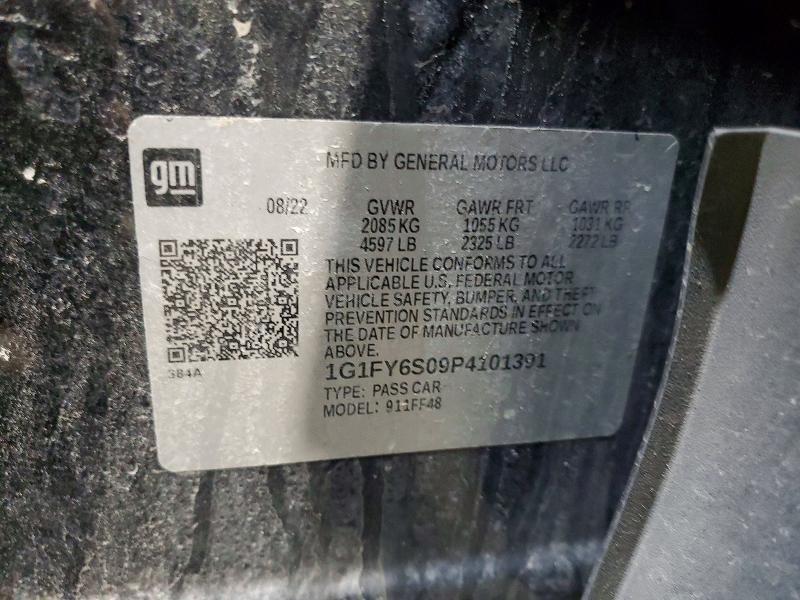 gm
MFD BY GENERAL MOTORS LLC
08/22 GVWR GAWR FRT GAWR RR
2085 KG 1055 KG 1031 KG
4597 LB 2325 LB 2272 LB
THIS VEHICLE CONFORMS TO ALL
APPLICABLE U.S. FEDERAL MOTOR
VEHICLE SAFETY, BUMPER, AND THEFT
PREVENTION STANDARDS IN EFFECT ON
THE DATE OF MANUFACTURE SHOWN
ABOVE.
384A
1G1FY6S09P4101391
TYPE: PASS CAR
MODEL: 911FF48